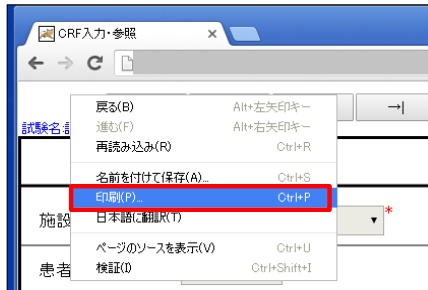 CRF入力・参照
試験名:
戻る(B) Alt+左矢印キー
進む(F) Alt+右矢印キー
再読み込み(R) Ctrl+R
名前を付けて保存(A)... Ctrl+S
印刷(P)... Ctrl+P
日本語に翻訳(T)
ページのソースを表示(V) Ctrl+U
検証(I) Ctrl+Shift+I
→|
施設
*
患者